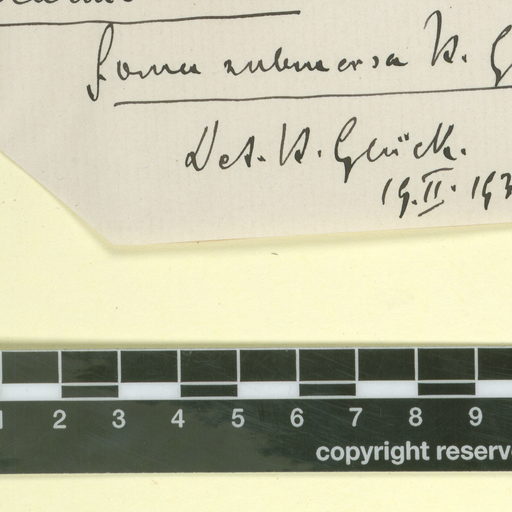 forma submersa H. G
Det. H. Glück.
19.II.193
1 2 3 4 5 6 7 8 9
copyright reserve